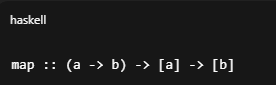 haskell
map :: (a -> b) -> [a] -> [b]